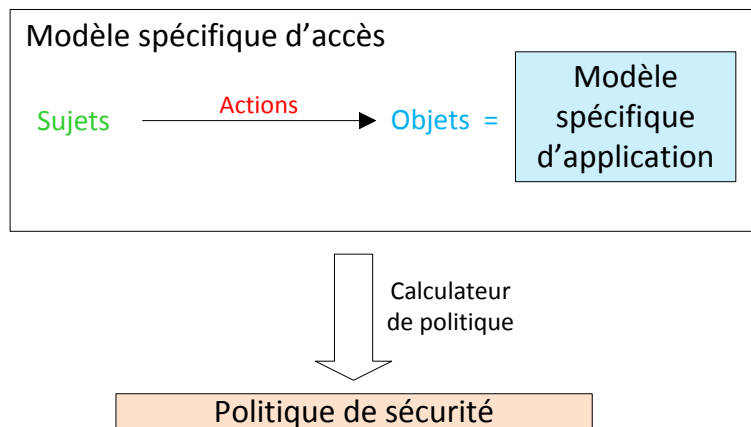 Modèle spécifique d’accès
Sujets
Actions
Objets =
Modèle
spécifique
d’application
Calculateur
de politique
Politique de sécurité